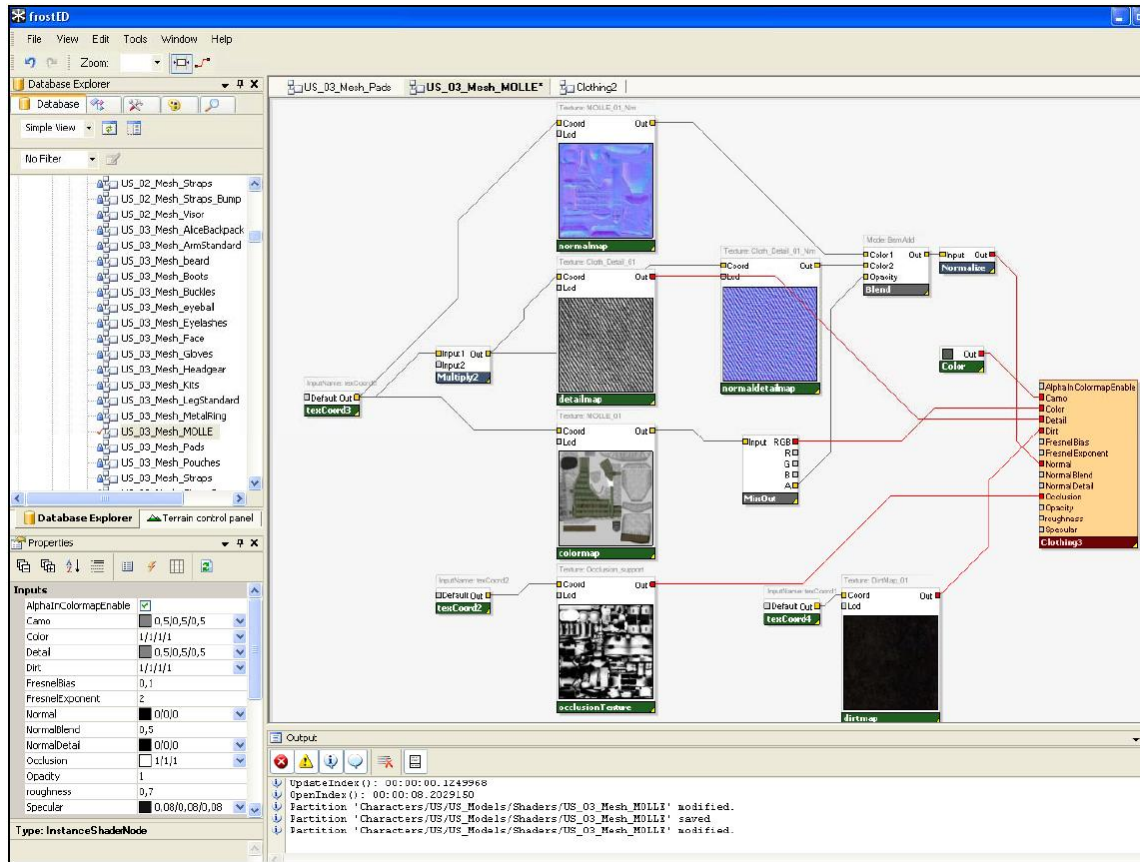 frostED
File View Edit Tools Window Help
Zoom:
Database Explorer
Database
Simple View
No Filter
US_02_Mesh_Straps
US_02_Mesh_Straps_Bump
US_02_Mesh_Visor
US_03_Mesh_AliceBackpack
US_03_Mesh_ArmStandard
US_03_Mesh_beard
US_03_Mesh_Boots
US_03_Mesh_Buckles
US_03_Mesh_eyeball
US_03_Mesh_Eyelashes
US_03_Mesh_Face
US_03_Mesh_Gloves
US_03_Mesh_Headgear
US_03_Mesh_Kits
US_03_Mesh_LegStandard
US_03_Mesh_MetalRing
US_03_Mesh_MOLLE
US_03_Mesh_Pads
US_03_Mesh_Pouches
US_03_Mesh_Straps
Database Explorer Terrain control panel
Properties
Inputs
AlphaInColormapEnable
Camo 0,5/0,5/0,5
Color 1/1/1/1
Detail 0,5/0,5/0,5
Dirt 1/1/1/1
FresnelBias 0,1
FresnelExponent 2
Normal 0/0/0
NormalBlend 0,5
NormalDetail 0/0/0
Occlusion 1/1/1
Opacity 1
roughness 0,7
Specular 0,08/0,08/0,08
Type: InstanceShaderNode
US_03_Mesh_Pads US_03_Mesh_MOLLE* Clothing2
Texture: MOLLE_01_Nm
Coord Out
Lod
normalmap
Texture: Cloth_Detail_01
Coord Out
Lod
detailmap
Texture: Cloth_Detail_01_Nm
Coord Out
Lod
normaldetailmap
Mode: BemAdd
Color1 Out
Color2
Opacity
Blend
Input Out
Normalize
Out
Color
Input1 Out
Input2
Multiply2
Default Out
texCoord3
Texture: MOLLE_01
Coord Out
Lod
colormap
Input RGB
R
G
B
A
MixOut
AlphaInColormapEnable
Camo
Color
Detail
Dirt
FresnelBias
FresnelExponent
Normal
NormalBlend
NormalDetail
Occlusion
Opacity
roughness
Specular
Clothing3
InputName: texCoord2
Default Out
texCoord2
Texture: Occlusion_support
Coord Out
Lod
occlusionTexture
Default Out
texCoord4
Texture: DirtMap_01
Coord Out
Lod
dirtmap
Output
UpdateIndex(): 00:00:00.1249968
OpenIndex(): 00:00:08.2029150
Partition 'Characters/US/US_Models/Shaders/US_03_Mesh_MOLLE' modified.
Partition 'Characters/US/US_Models/Shaders/US_03_Mesh_MOLLE' saved
Partition 'Characters/US/US_Models/Shaders/US_03_Mesh_MOLLE' modified.